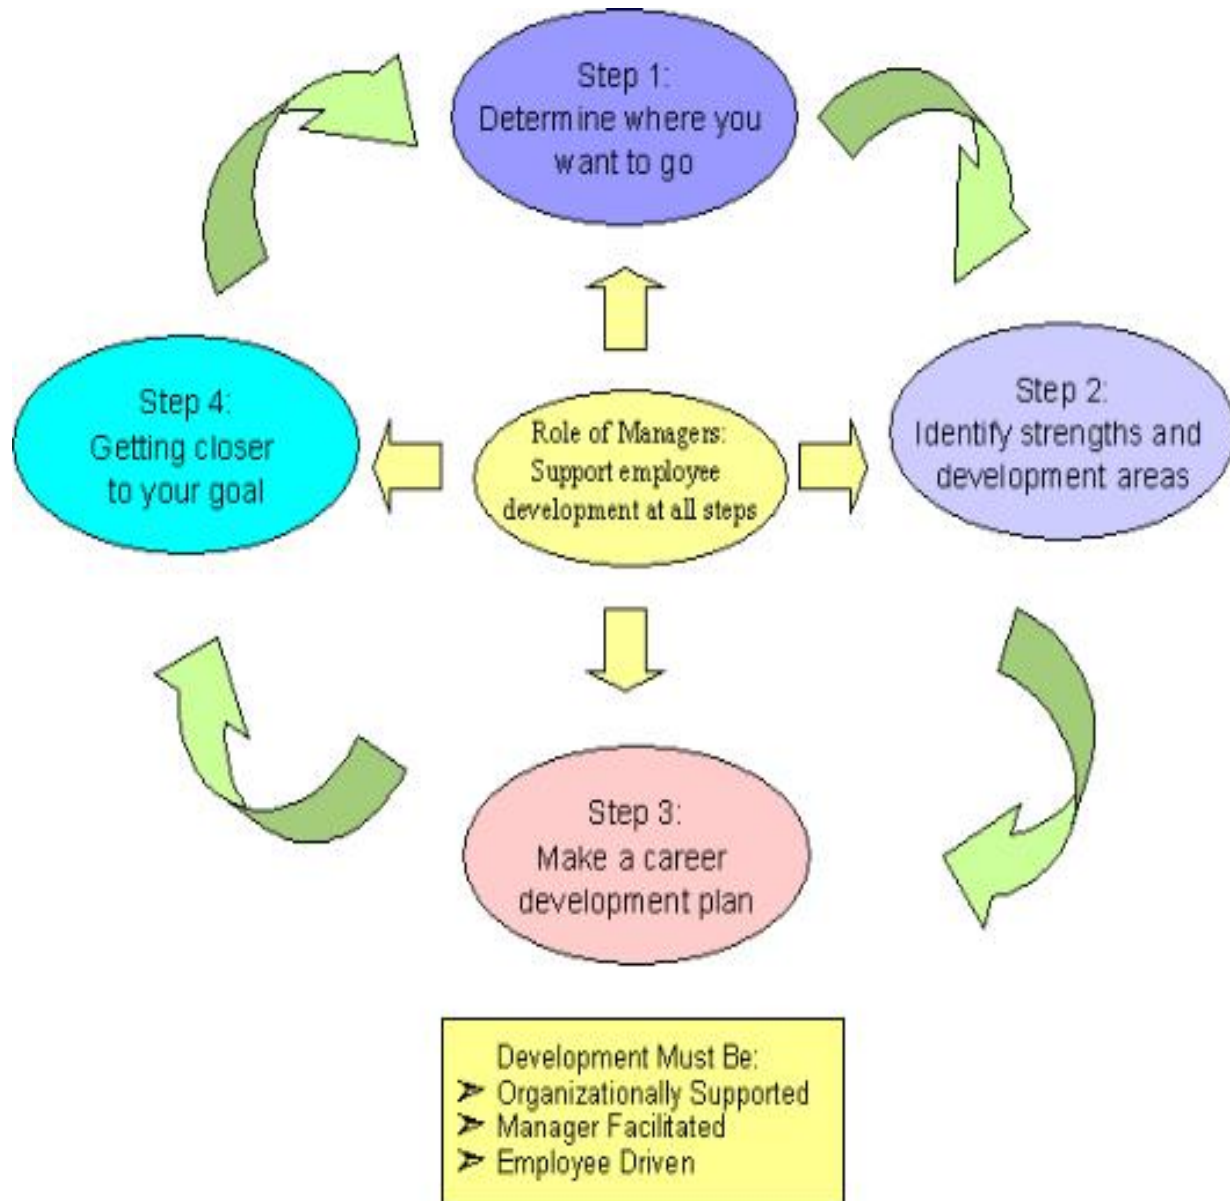 Step 1:
Determine where you
want to go
Step 2:
Identify strengths and
development areas
Step 3:
Make a career
development plan
Step 4:
Getting closer
to your goal
Role of Managers:
Support employee
development at all steps
Development Must Be:
➢ Organizationally Supported
➢ Manager Facilitated
➢ Employee Driven